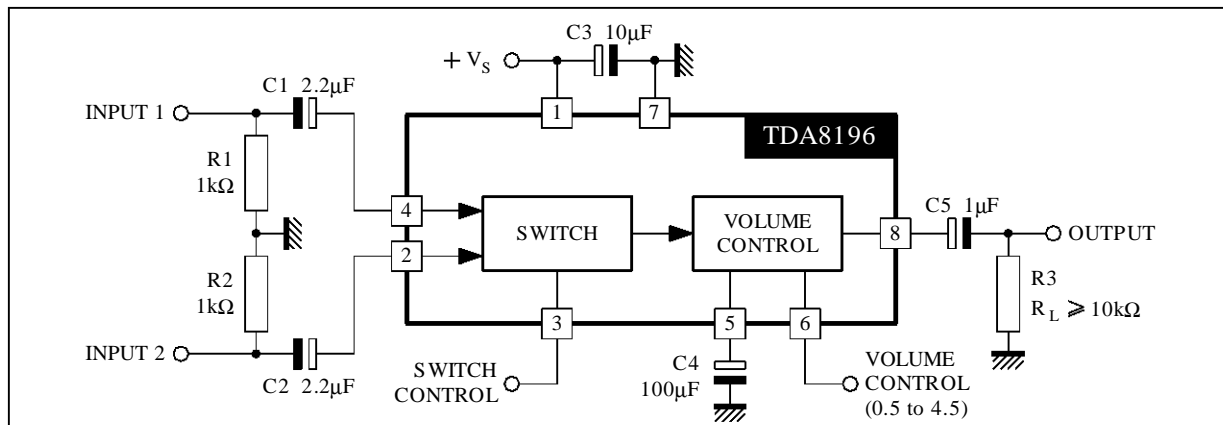 C3 10µF
+ V_S
C1 2.2µF
INPUT 1
1
7
TDA8196
R1
1kΩ
4
SWITCH
VOLUME
CONTROL
8
C5 1µF
OUTPUT
2
R2
1kΩ
R3
R_L ⩾ 10kΩ
3
5
6
INPUT 2
C2 2.2µF
SWITCH
CONTROL
C4
100µF
VOLUME
CONTROL
(0.5 to 4.5)